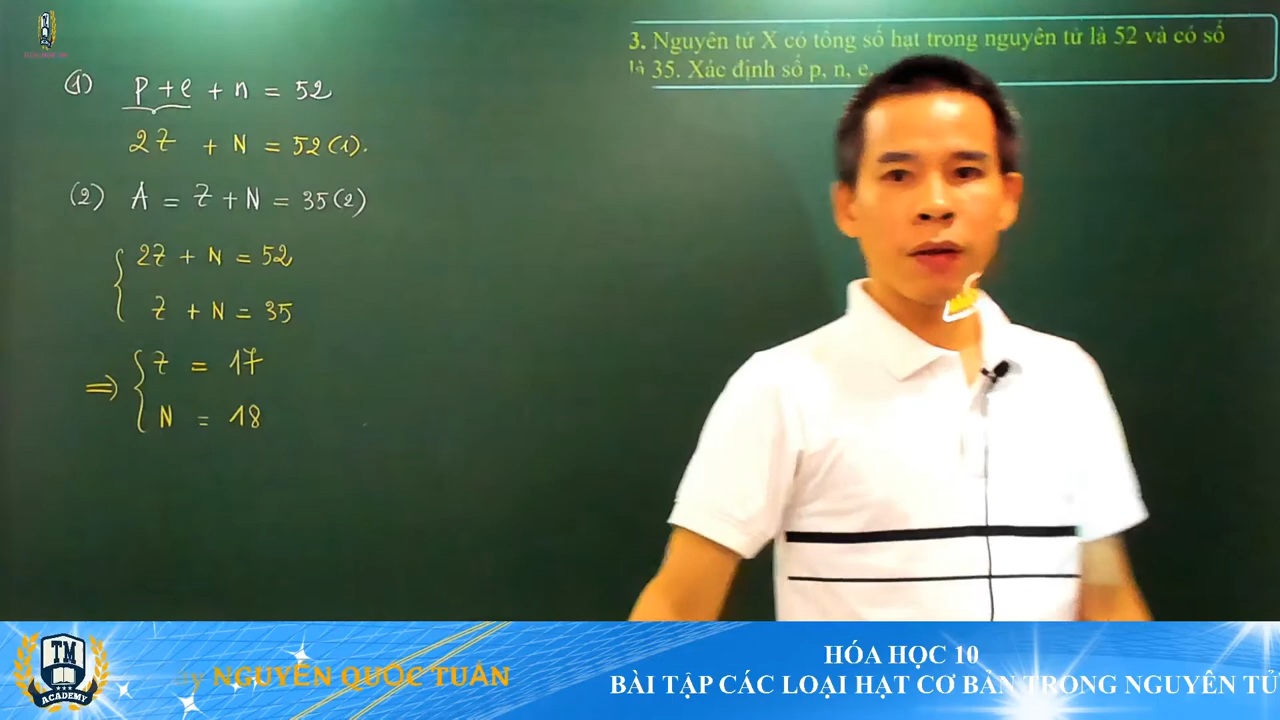 3. Nguyên tử X có tổng số hạt trong nguyên tử là 52 và có số
là 35. Xác định số p, n, e.
(1) p + e + n = 52
2Z + N = 52 (1).
(2) A = Z + N = 35 (2)
2Z + N = 52
Z + N = 35
=> Z = 17
N = 18
TM
ACADEMY
By NGUYỄN QUỐC TUẤN
HÓA HỌC 10
BÀI TẬP CÁC LOẠI HẠT CƠ BẢN TRONG NGUYÊN TỬ